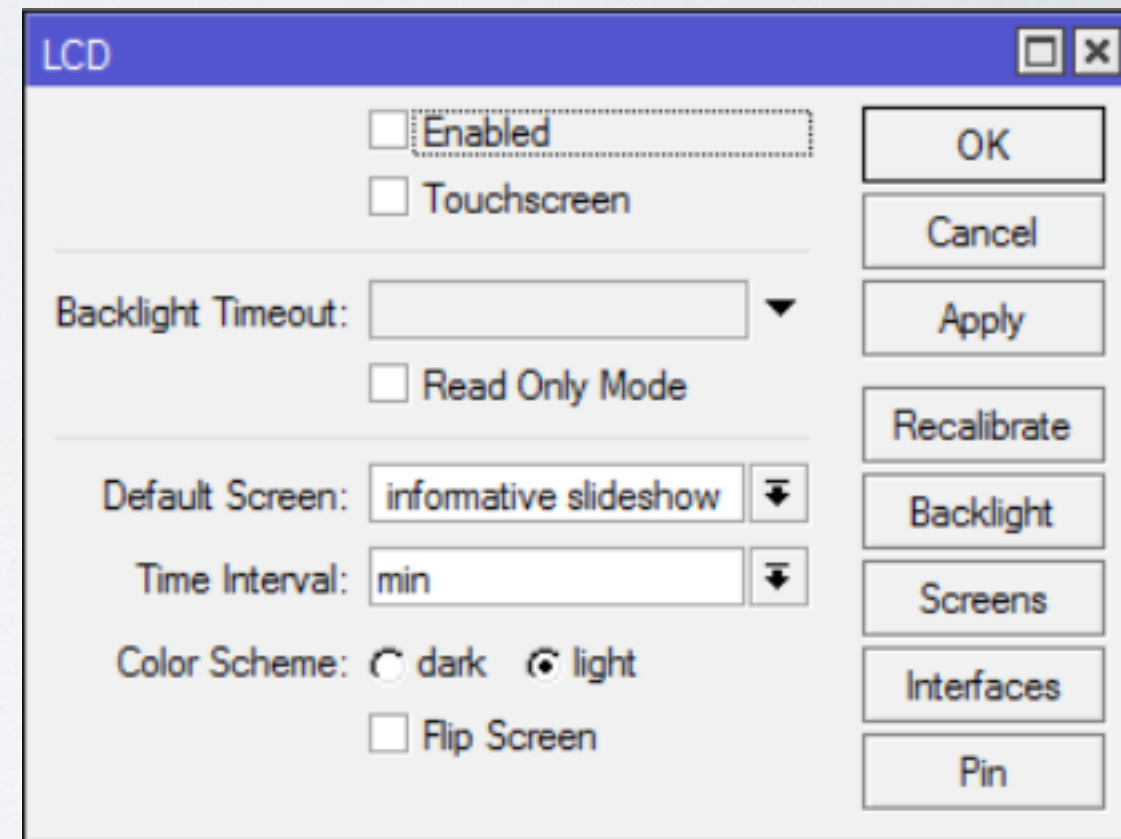 LCD
Enabled
Touchscreen
Backlight Timeout:
Read Only Mode
Default Screen: informative slideshow
Time Interval: min
Color Scheme: dark light
Flip Screen
OK
Cancel
Apply
Recalibrate
Backlight
Screens
Interfaces
Pin